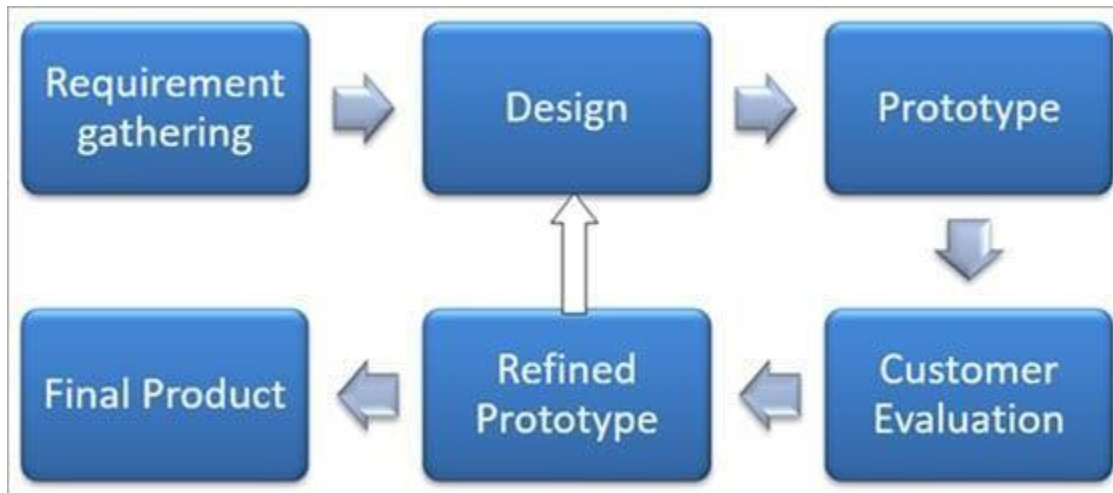 Requirement
gathering
Design
Prototype
Customer
Evaluation
Refined
Prototype
Final Product